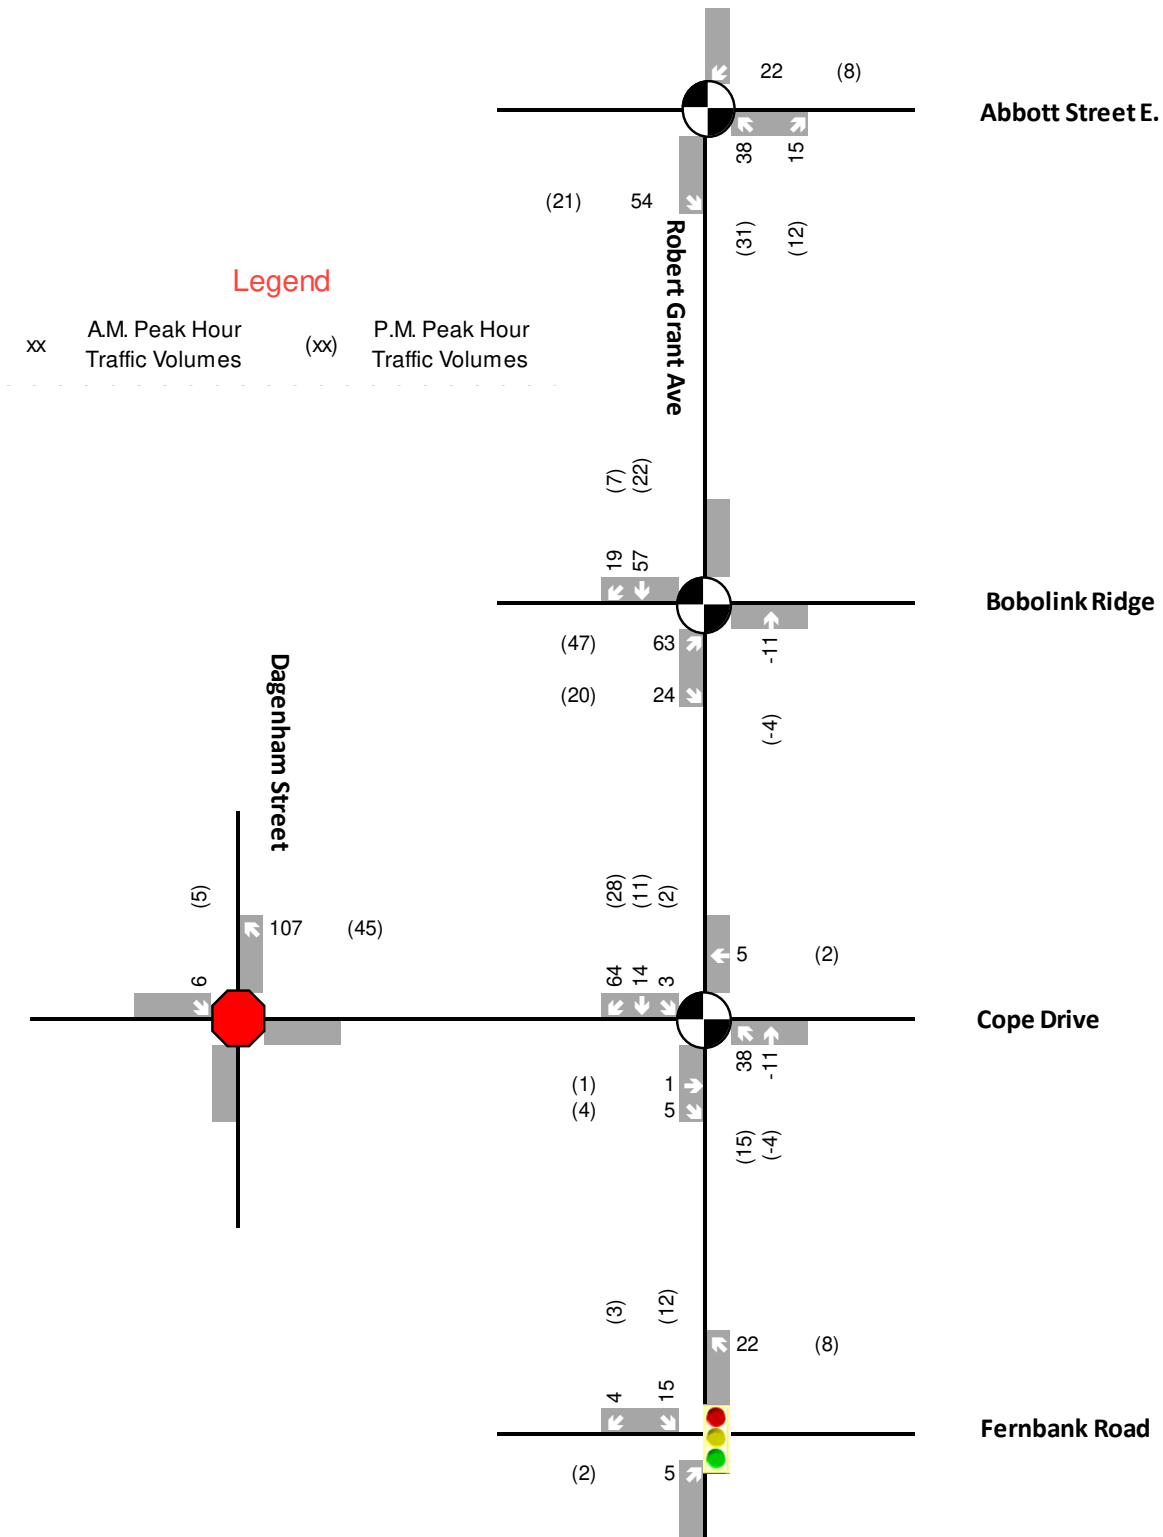 22 (8)
Abbott Street E.
38 15
(21) 54
(31) (12)
Robert Grant Ave
Legend
xx A.M. Peak Hour Traffic Volumes (xx) P.M. Peak Hour Traffic Volumes
(7) (22)
19 57
Bobolink Ridge
(47) 63
-11
(20) 24
(-4)
Dagenham Street
(5)
107 (45)
6
(28) (11) (2)
5 (2)
64 14 3
Cope Drive
38 -11
(1) 1
(4) 5
(15) (-4)
(3) (12)
22 (8)
4 15
Fernbank Road
(2) 5